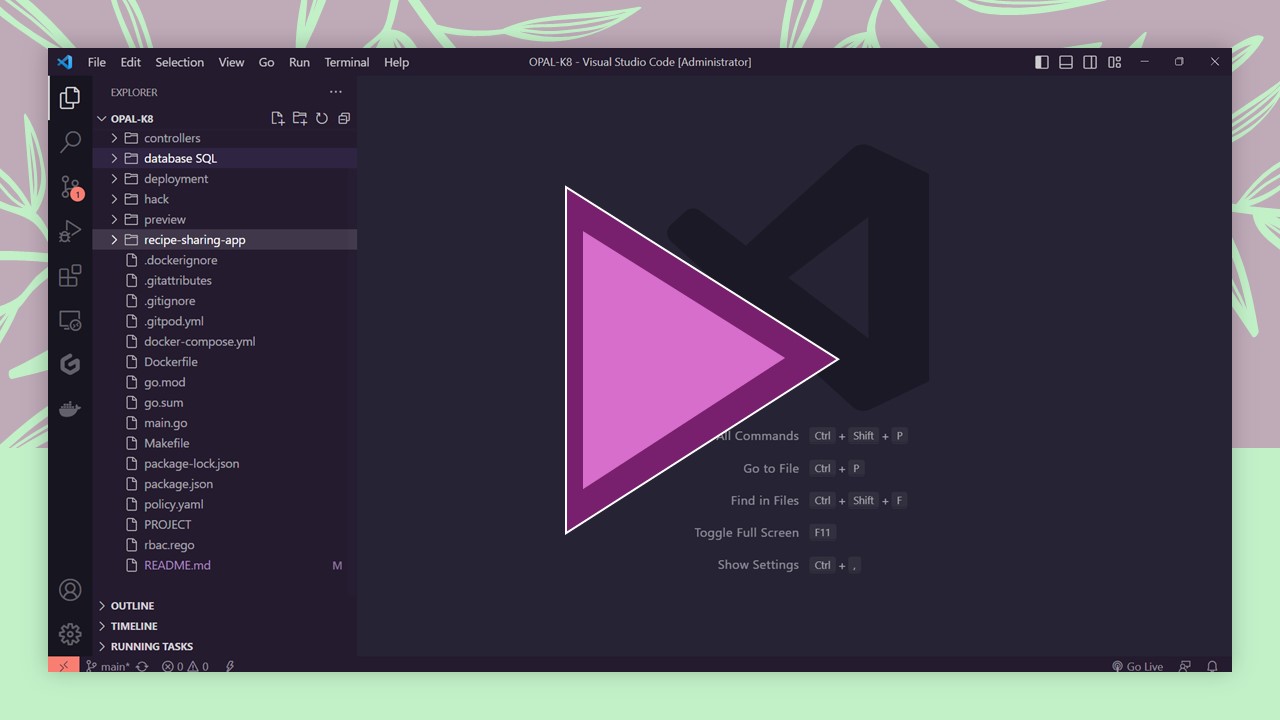 File Edit Selection View Go Run Terminal Help OPAL-K8 - Visual Studio Code [Administrator]
EXPLORER
OPAL-K8
controllers
database SQL
deployment
hack
preview
recipe-sharing-app
.dockerignore
.gitattributes
.gitignore
.gitpod.yml
docker-compose.yml
Dockerfile
go.mod
go.sum
main.go
Makefile
package-lock.json
package.json
policy.yaml
PROJECT
rbac.rego
README.md M
OUTLINE
TIMELINE
RUNNING TASKS
1
All Commands Ctrl + Shift + P
Go to File Ctrl + P
Find in Files Ctrl + Shift + F
Toggle Full Screen F11
Show Settings Ctrl + ,
main* 0 0 Go Live